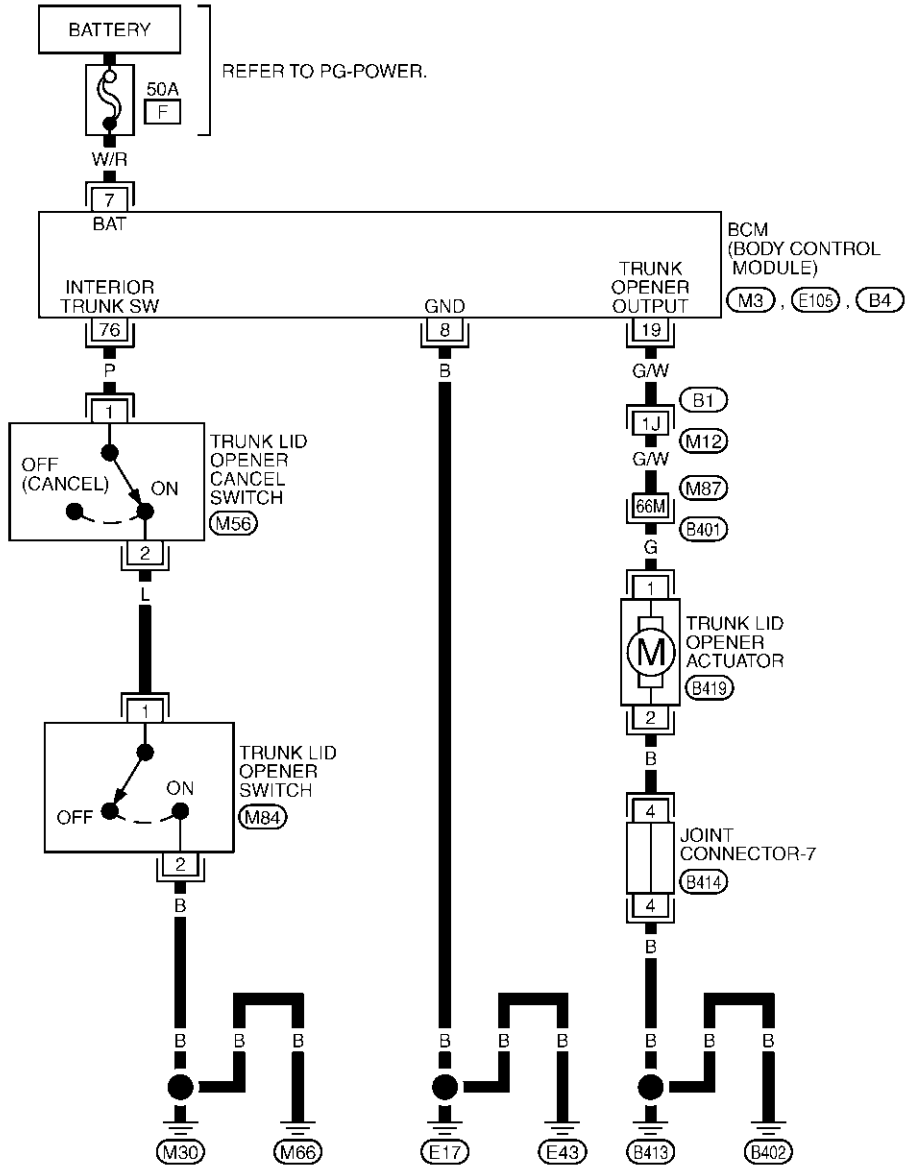 BATTERY
50A
F
REFER TO PG-POWER.
W/R
7
BAT
BCM
(BODY CONTROL
MODULE)
M3 , E105 , B4
INTERIOR
TRUNK SW
GND
TRUNK
OPENER
OUTPUT
76
8
19
P
B
G/W
1
OFF
(CANCEL)
ON
TRUNK LID
OPENER
CANCEL
SWITCH
M56
2
L
1J
B1
M12
G/W
66M
M87
B401
G
1
M
TRUNK LID
OPENER
ACTUATOR
B419
2
B
1
OFF
ON
TRUNK LID
OPENER
SWITCH
M84
2
B
4
JOINT
CONNECTOR-7
B414
4
B
B B B B B B B B B
M30 M66 E17 E43 B413 B402